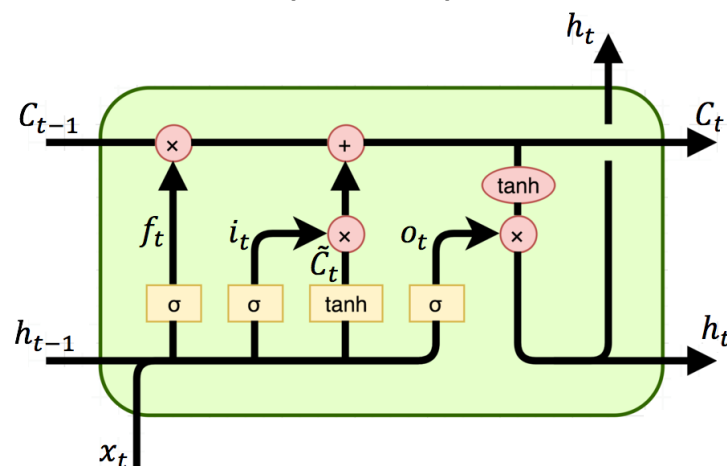 h_t
C_{t-1}
C_t
×
+
tanh
f_t
i_t
×
o_t
×
C̃_t
σ
σ
tanh
σ
h_{t-1}
h_t
x_t